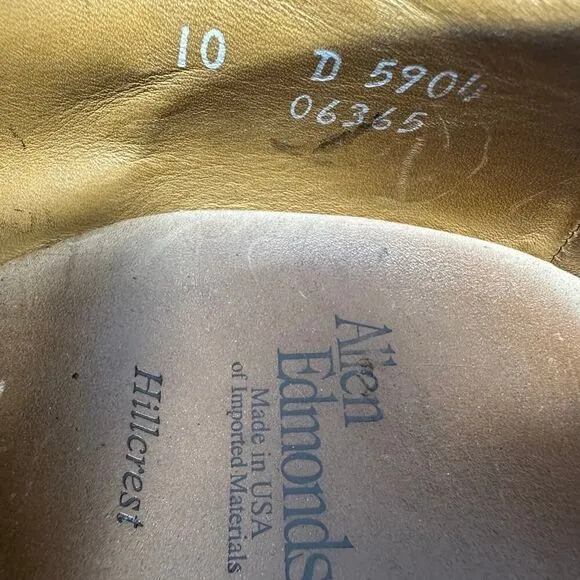 10 D 5904
06365
Allen
Edmonds
Made in USA
of Imported Materials
Hillcrest